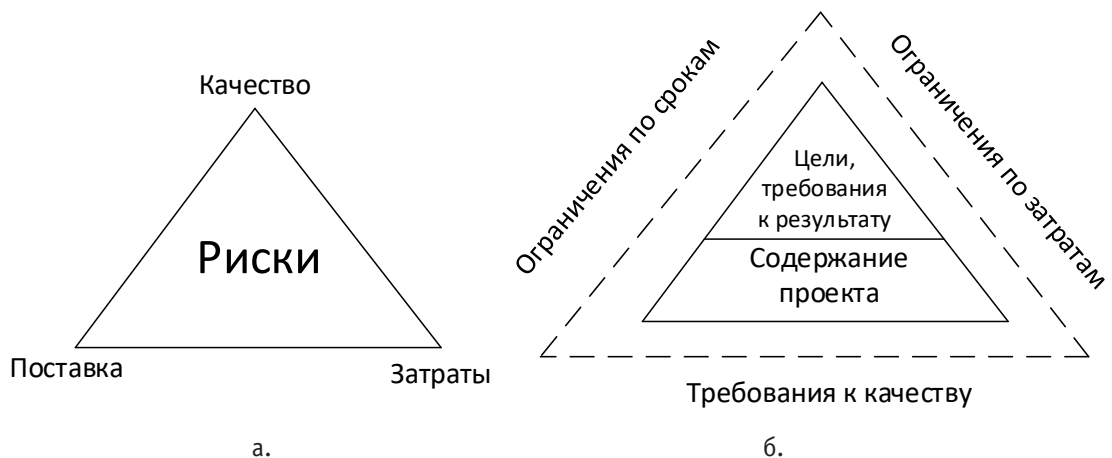 Качество
Риски
Поставка
Затраты
а.
Ограничения по срокам
Ограничения по затратам
Цели,
требования
к результату
Содержание
проекта
Требования к качеству
б.